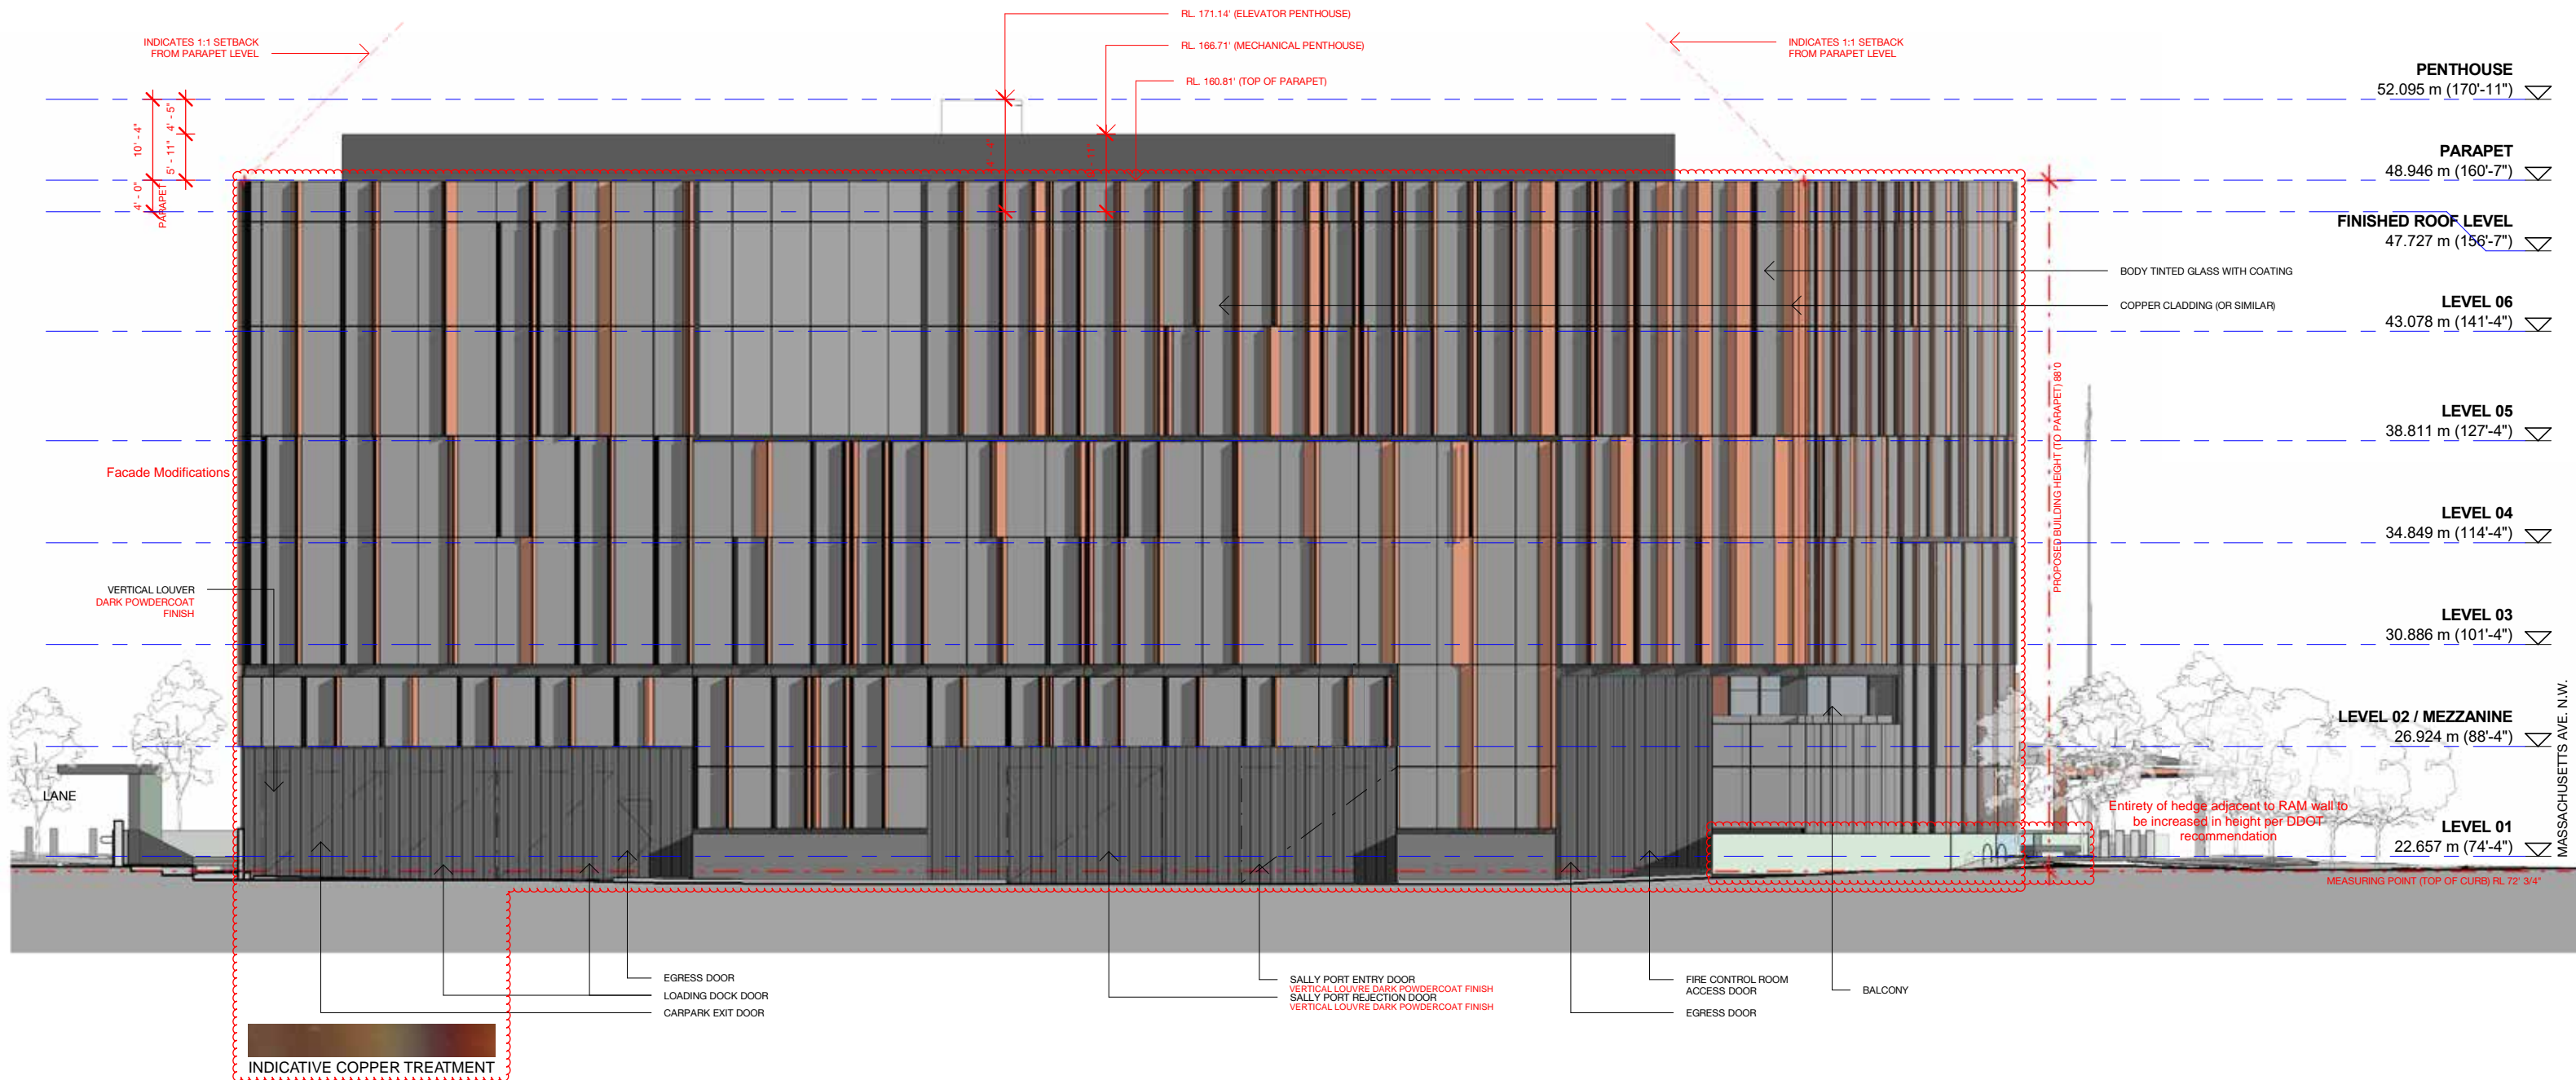 RL. 171.14' (ELEVATOR PENTHOUSE)
INDICATES 1:1 SETBACK
FROM PARAPET LEVEL
RL. 166.71' (MECHANICAL PENTHOUSE)
INDICATES 1:1 SETBACK
FROM PARAPET LEVEL
RL. 160.81' (TOP OF PARAPET)
PENTHOUSE
52.095 m (170'-11")
10' - 4"
4' - 5"
5' - 11"
4' - 0"
PARAPET
PARAPET
48.946 m (160'-7")
FINISHED ROOF LEVEL
47.727 m (156'-7")
BODY TINTED GLASS WITH COATING
COPPER CLADDING (OR SIMILAR)
LEVEL 06
43.078 m (141'-4")
PROPOSED BUILDING HEIGHT (TO PARAPET) 88'0
LEVEL 05
38.811 m (127'-4")
Facade Modifications
LEVEL 04
34.849 m (114'-4")
VERTICAL LOUVER
DARK POWDERCOAT
FINISH
LEVEL 03
30.886 m (101'-4")
LEVEL 02 / MEZZANINE
26.924 m (88'-4")
MASSACHUSETTS AVE. N.W.
LANE
Entirety of hedge adjacent to RAM wall to
be increased in height per DDOT
recommendation
LEVEL 01
22.657 m (74'-4")
MEASURING POINT (TOP OF CURB) RL 72' 3/4"
EGRESS DOOR
LOADING DOCK DOOR
CARPARK EXIT DOOR
SALLY PORT ENTRY DOOR
VERTICAL LOUVRE DARK POWDERCOAT FINISH
SALLY PORT REJECTION DOOR
VERTICAL LOUVRE DARK POWDERCOAT FINISH
FIRE CONTROL ROOM
ACCESS DOOR
EGRESS DOOR
BALCONY
INDICATIVE COPPER TREATMENT